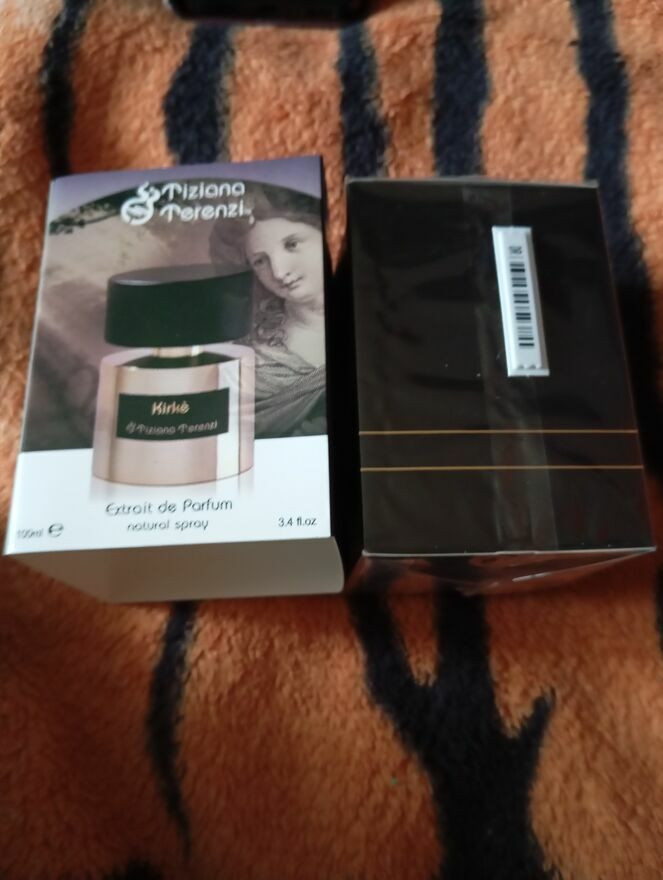 Tiziana
Terenzi
Kirkè
Tiziana Terenzi
Extrait de Parfum
natural spray
100ml e
3.4 fl.oz